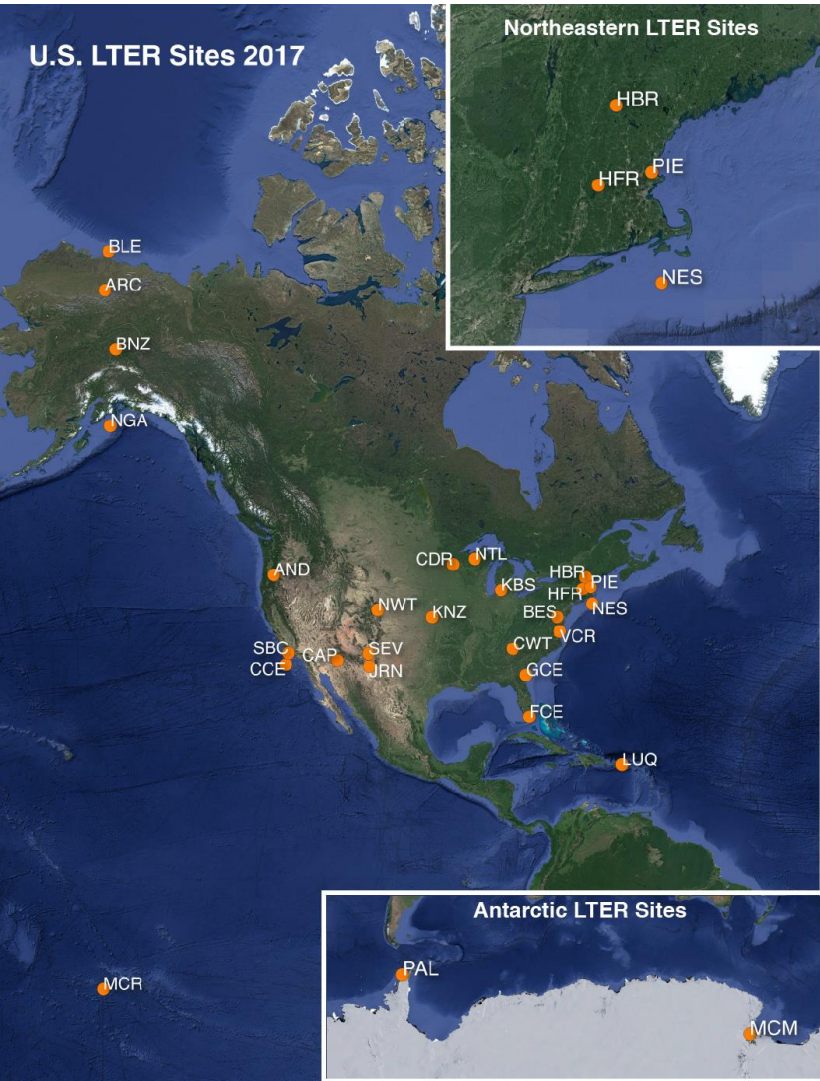 U.S. LTER Sites 2017
Northeastern LTER Sites
HBR
PIE
HFR
NES
BLE
ARC
BNZ
NGA
AND
CDR
NTL
KBS
HBR
PIE
HFR
NES
NWT
KNZ
BES
VCR
SBC
CCE
CAP
SEV
JRN
CWT
GCE
FCE
LUQ
MCR
Antarctic LTER Sites
PAL
MCM